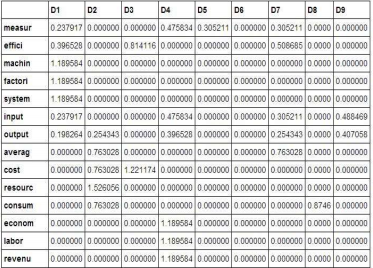 D1 D2 D3 D4 D5 D6 D7 D8 D9
measur 0.237917 0.000000 0.000000 0.475834 0.305211 0.000000 0.305211 0.0000 0.000000
effici 0.396528 0.000000 0.814116 0.000000 0.000000 0.000000 0.508685 0.0000 0.000000
machin 1.189584 0.000000 0.000000 0.000000 0.000000 0.000000 0.000000 0.0000 0.000000
factori 1.189584 0.000000 0.000000 0.000000 0.000000 0.000000 0.000000 0.0000 0.000000
system 1.189584 0.000000 0.000000 0.000000 0.000000 0.000000 0.000000 0.0000 0.000000
input 0.237917 0.000000 0.000000 0.475834 0.000000 0.000000 0.305211 0.0000 0.488469
output 0.198264 0.254343 0.000000 0.396528 0.000000 0.000000 0.254343 0.0000 0.407058
averag 0.000000 0.763028 0.000000 0.000000 0.000000 0.000000 0.763028 0.0000 0.000000
cost 0.000000 0.763028 1.221174 0.000000 0.000000 0.000000 0.000000 0.0000 0.000000
resourc 0.000000 1.526056 0.000000 0.000000 0.000000 0.000000 0.000000 0.0000 0.000000
consum 0.000000 0.763028 0.000000 0.000000 0.000000 0.000000 0.000000 0.8746 0.000000
econom 0.000000 0.000000 0.000000 1.189584 0.000000 0.000000 0.000000 0.0000 0.000000
labor 0.000000 0.000000 0.000000 1.189584 0.000000 0.000000 0.000000 0.0000 0.000000
revenu 0.000000 0.000000 0.000000 1.189584 0.000000 0.000000 0.000000 0.0000 0.000000